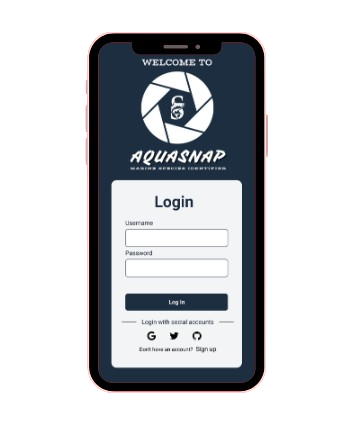 WELCOME TO
AQUASNAP
MARINE SPECIES IDENTIFIER
Login
Username
Password
Log In
Login with social accounts
Don't have an account? Sign up